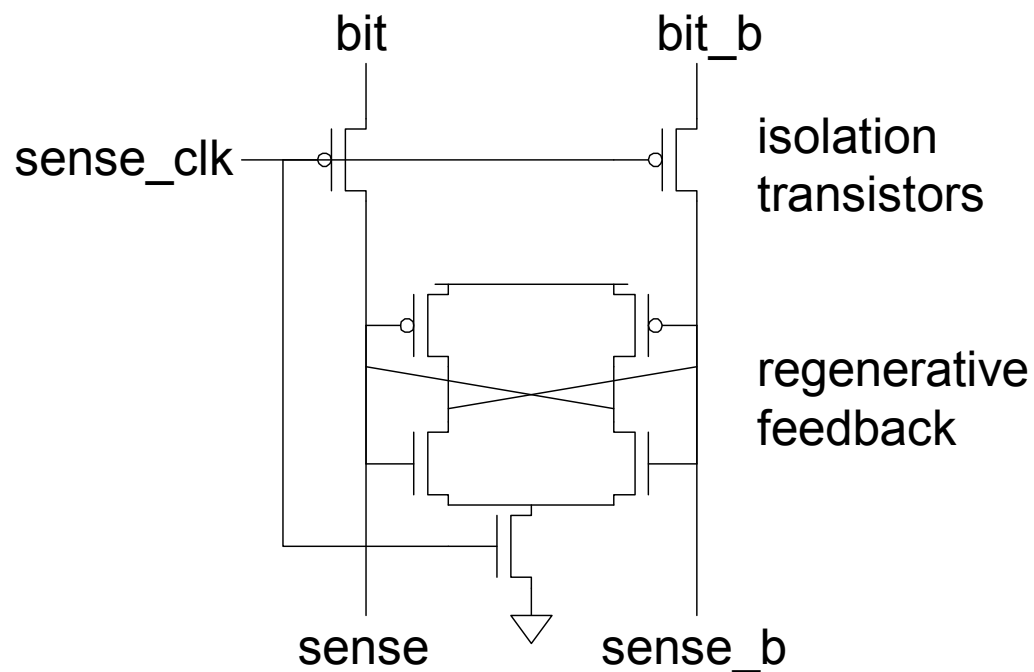 bit
bit_b
sense_clk
isolation
transistors
regenerative
feedback
sense
sense_b